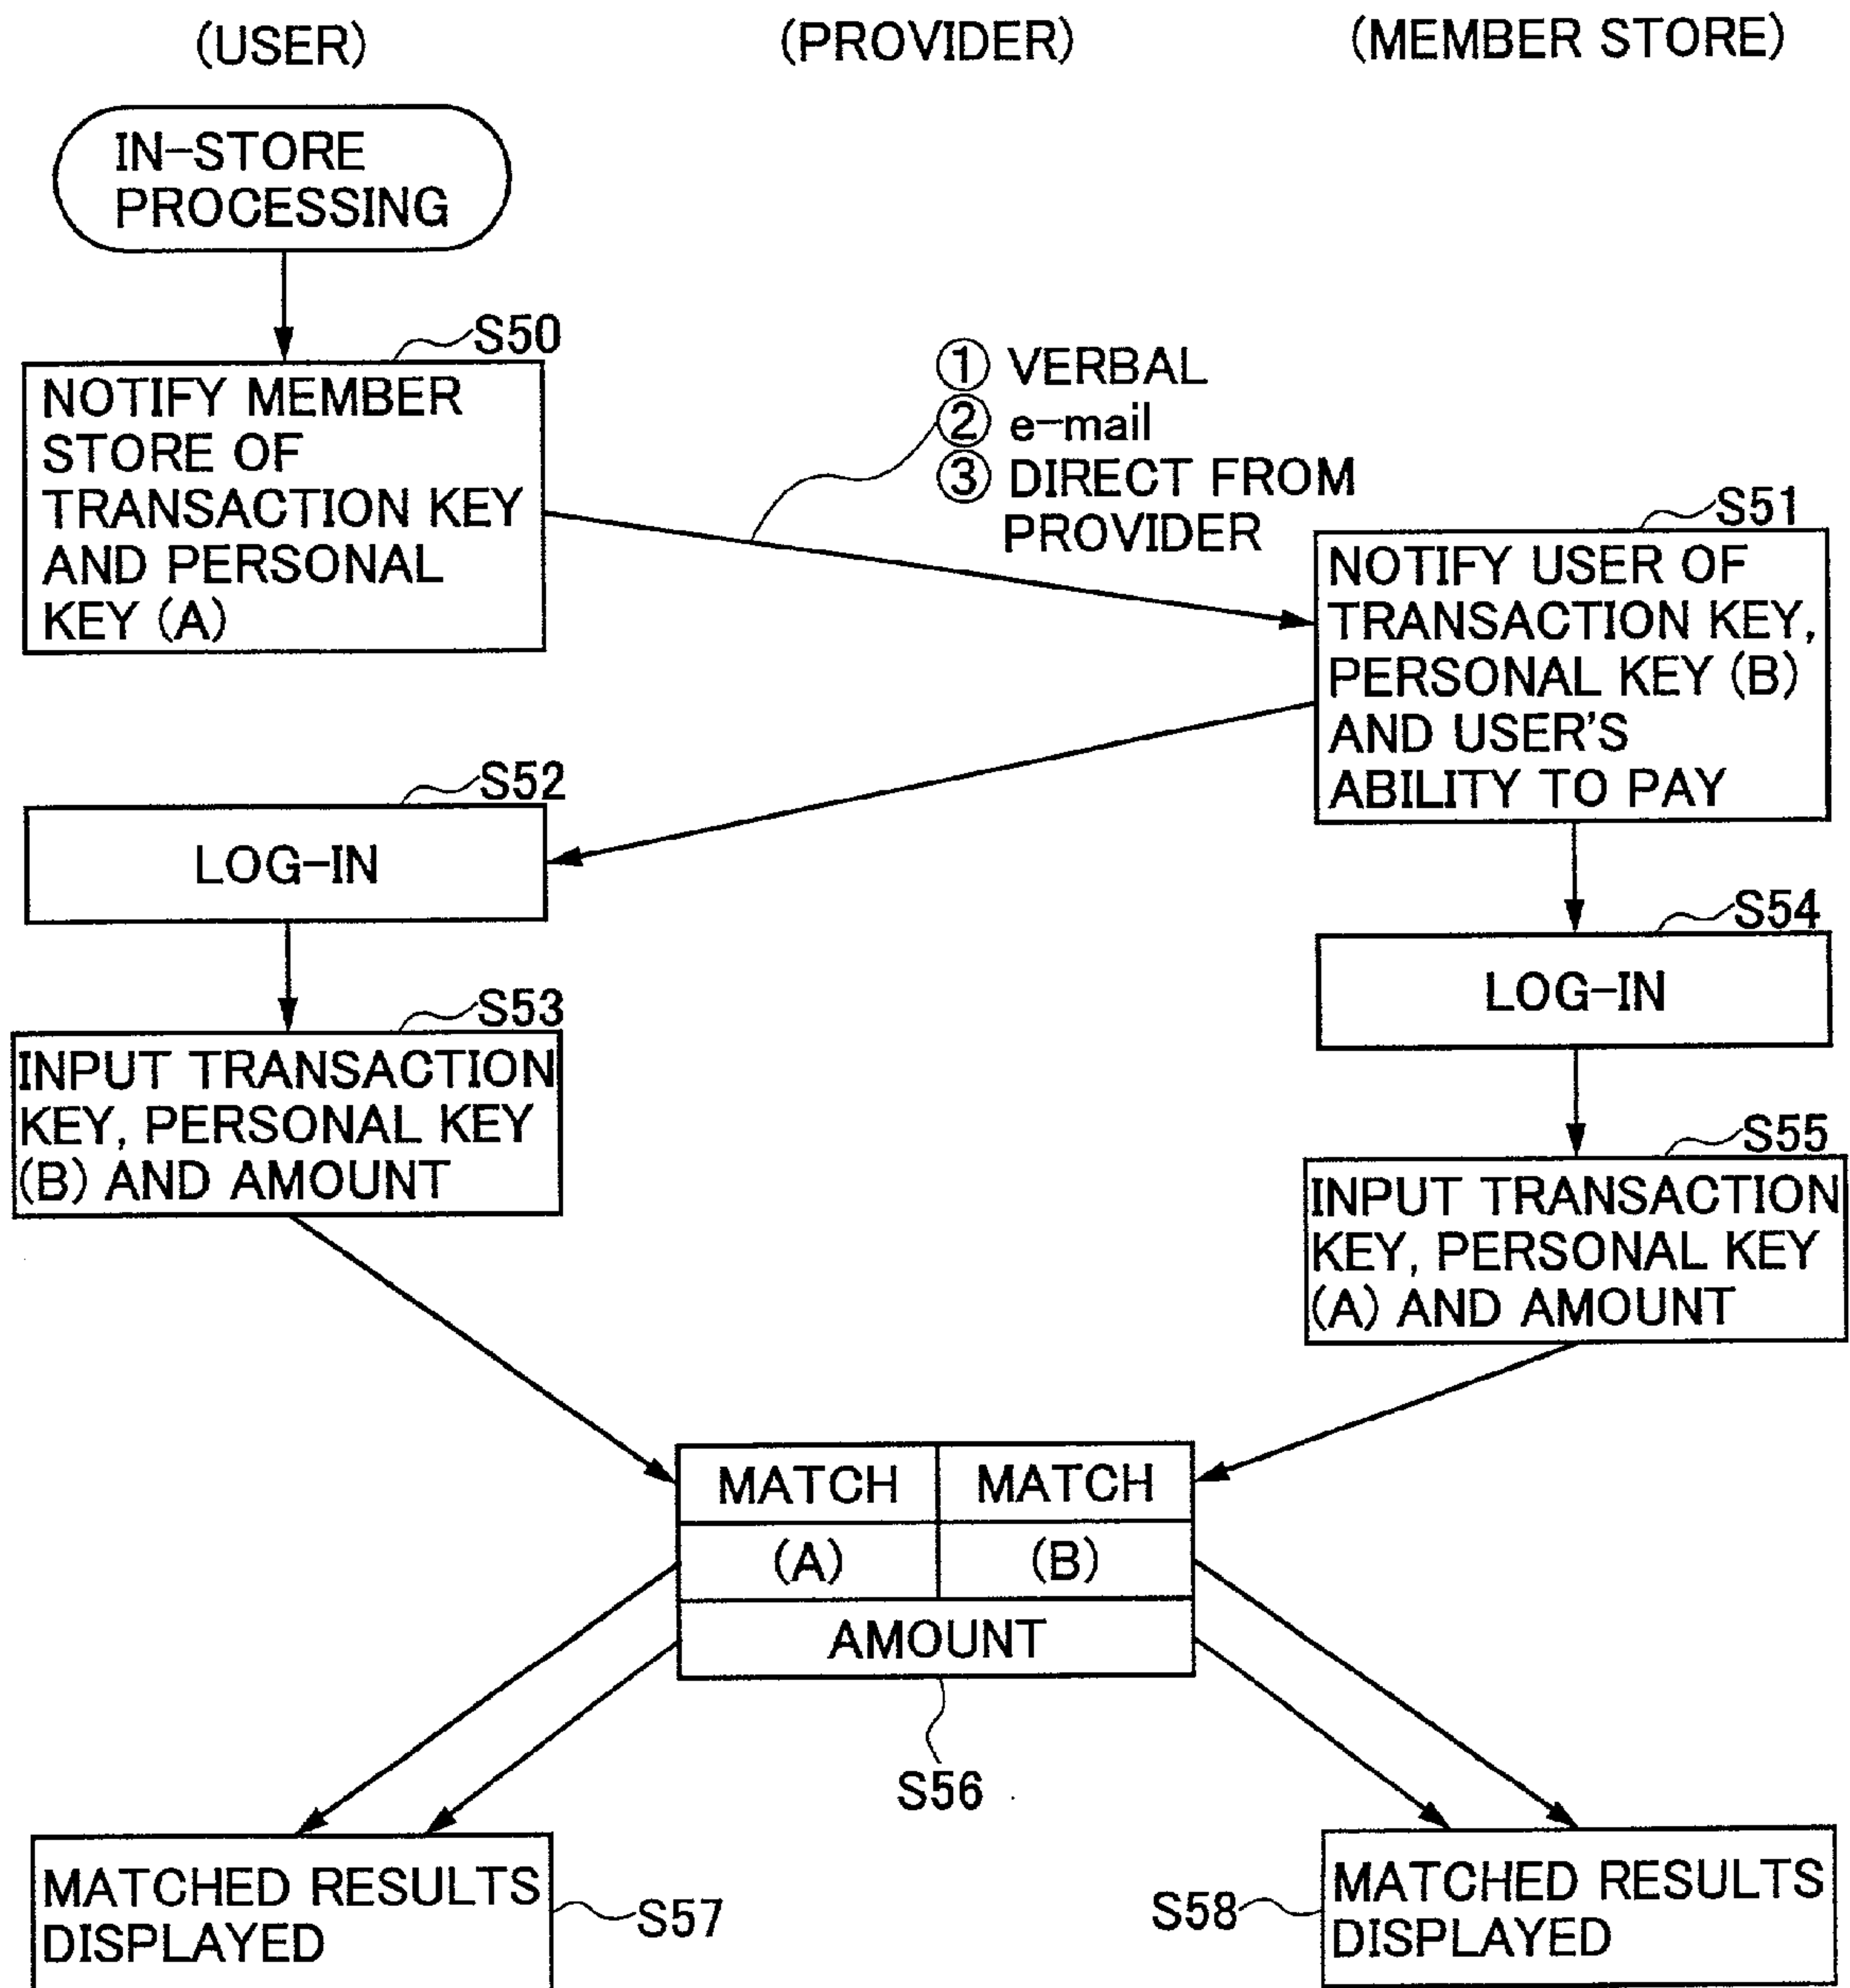 (USER)
(PROVIDER)
(MEMBER STORE)
IN-STORE
PROCESSING
S50
NOTIFY MEMBER
STORE OF
TRANSACTION KEY
AND PERSONAL
KEY (A)
① VERBAL
② e-mail
③ DIRECT FROM
PROVIDER
S51
NOTIFY USER OF
TRANSACTION KEY,
PERSONAL KEY (B)
AND USER'S
ABILITY TO PAY
S52
LOG-IN
S54
LOG-IN
S53
INPUT TRANSACTION
KEY, PERSONAL KEY
(B) AND AMOUNT
S55
INPUT TRANSACTION
KEY, PERSONAL KEY
(A) AND AMOUNT
MATCH MATCH
(A) (B)
AMOUNT
S56
MATCHED RESULTS
DISPLAYED
S57
S58
MATCHED RESULTS
DISPLAYED